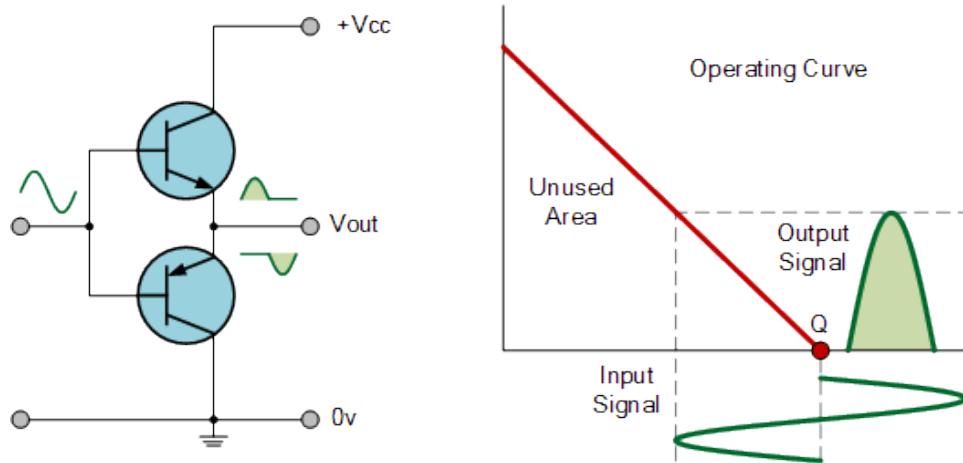 +Vcc
Vout
0v
Operating Curve
Unused
Area
Output
Signal
Q
Input
Signal